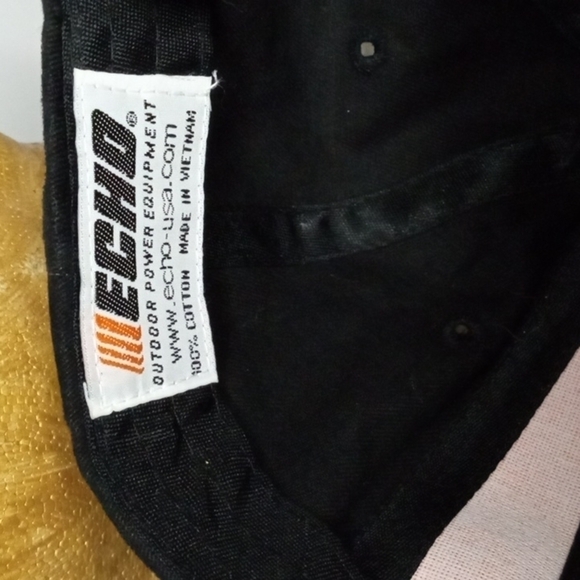 ECHO®
OUTDOOR POWER EQUIPMENT
www.echo-usa.com
100% COTTON MADE IN VIETNAM